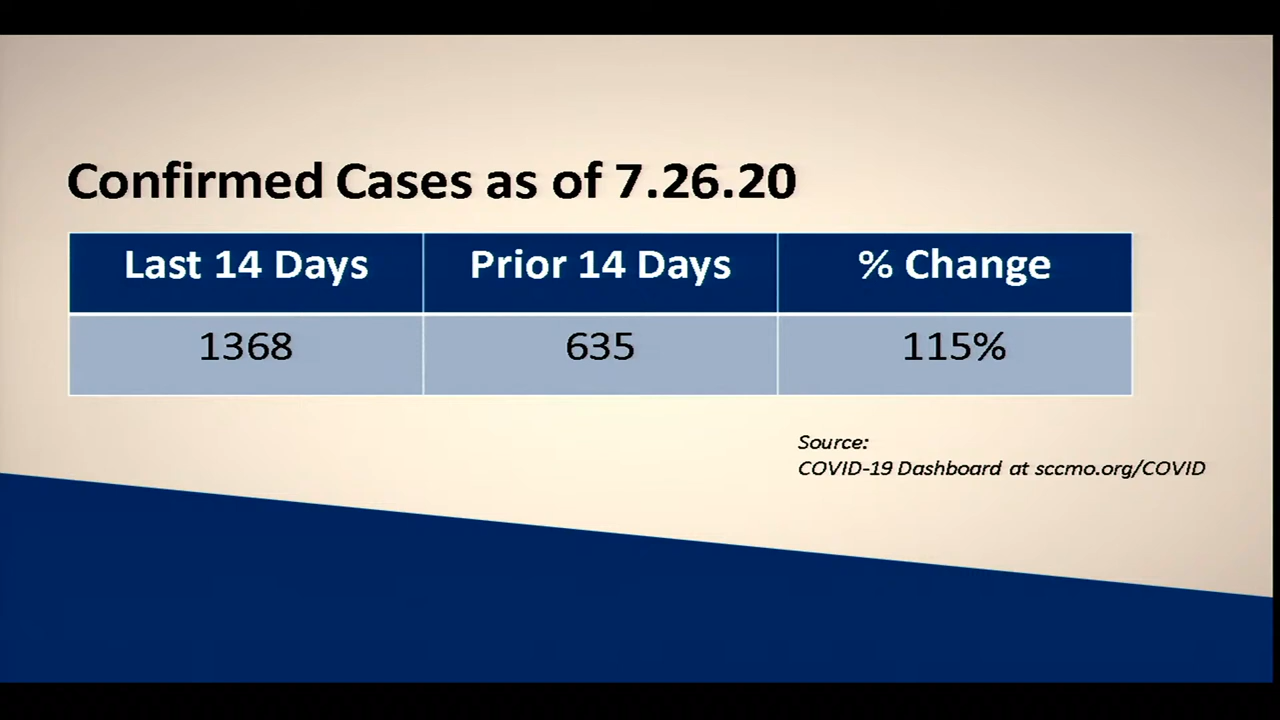 Confirmed Cases as of 7.26.20
Last 14 Days Prior 14 Days % Change
1368 635 115%
Source:
COVID-19 Dashboard at sccmo.org/COVID